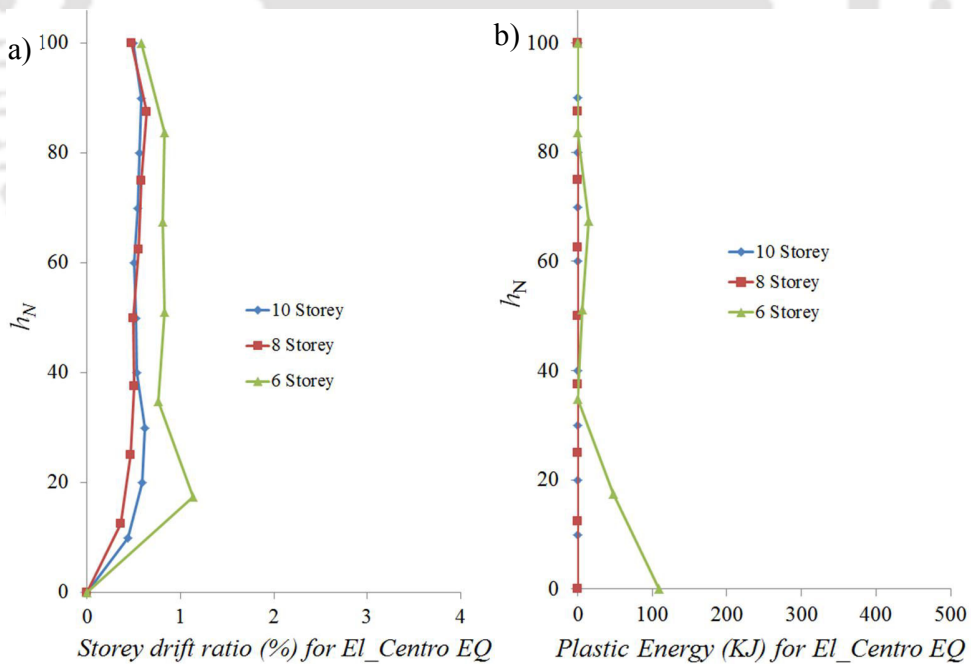 a)
100
80
60
40
20
0
h_N
10 Storey
8 Storey
6 Storey
0 1 2 3 4
Storey drift ratio (%) for El_Centro EQ
b)
100
80
60
40
20
0
h_N
10 Storey
8 Storey
6 Storey
0 100 200 300 400 500
Plastic Energy (KJ) for El_Centro EQ